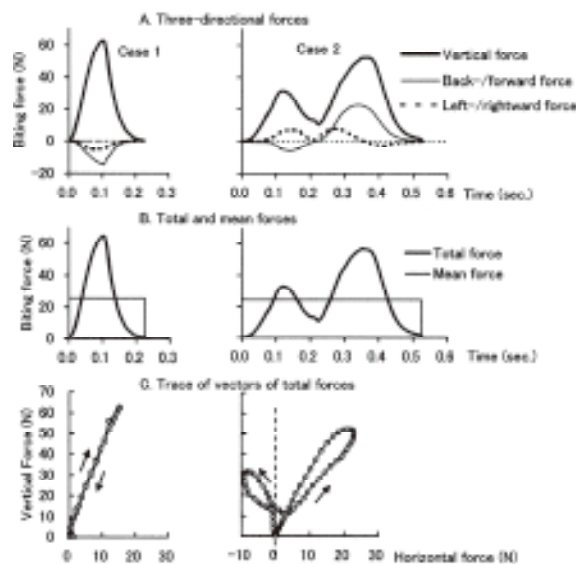 A. Three-directional forces
Case 1
Case 2
Vertical force
Back-/forward force
Left-/rightward force
Biting force (N)
60
40
20
0
-20
0.0 0.1 0.2 0.3
0.0 0.1 0.2 0.3 0.4 0.5 0.6
Time (sec.)
B. Total and mean forces
Total force
Mean force
Biting force (N)
60
40
20
0
0.0 0.1 0.2 0.3
0.0 0.1 0.2 0.3 0.4 0.5 0.6
Time (sec.)
C. Trace of vectors of total forces
Vertical Force (N)
70
60
50
40
30
20
10
0
0 10 20 30
-10 0 10 20 30
Horizontal force (N)